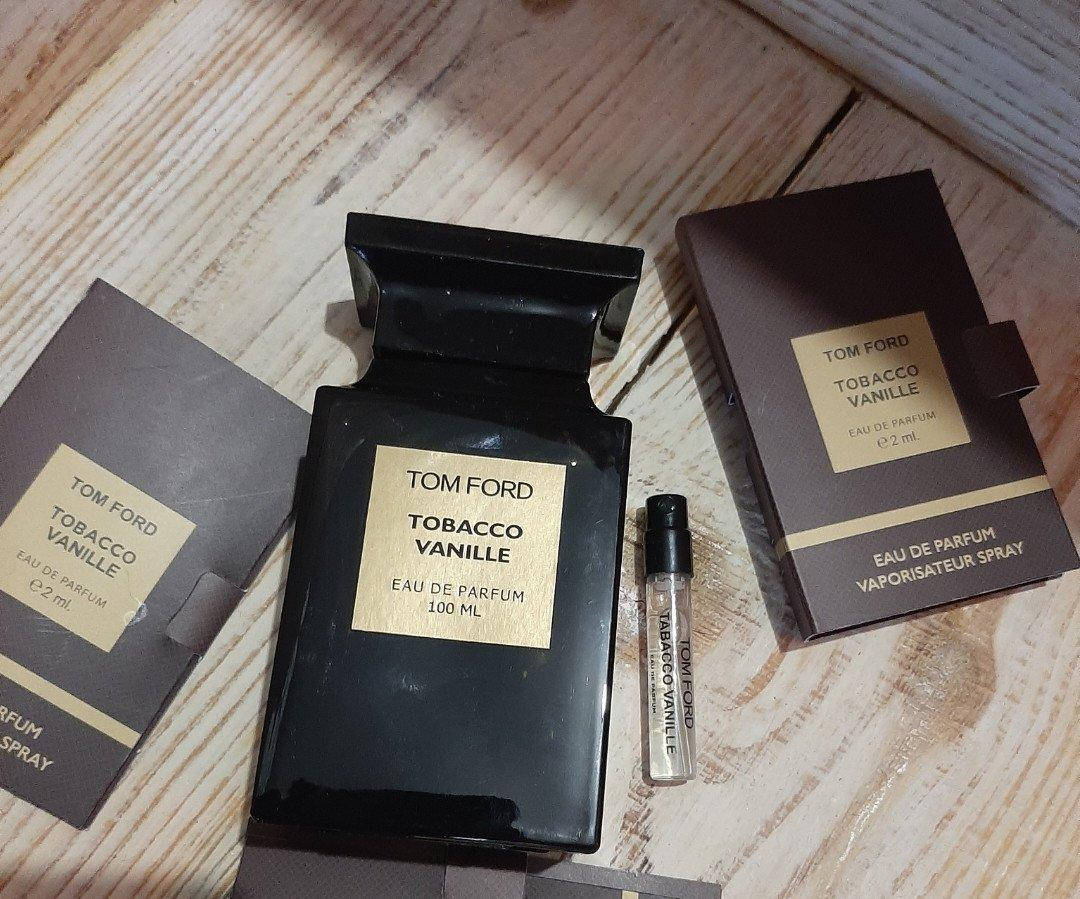 TOM FORD
TOBACCO
VANILLE
EAU DE PARFUM
e 2 ml.
RFUM
SPRAY
TOM FORD
TOBACCO
VANILLE
EAU DE PARFUM
100 ML
TOM FORD
TABACCO VANILLE
EAU DE PARFUM
TOM FORD
TOBACCO
VANILLE
EAU DE PARFUM
e 2 ml.
EAU DE PARFUM
VAPORISATEUR SPRAY